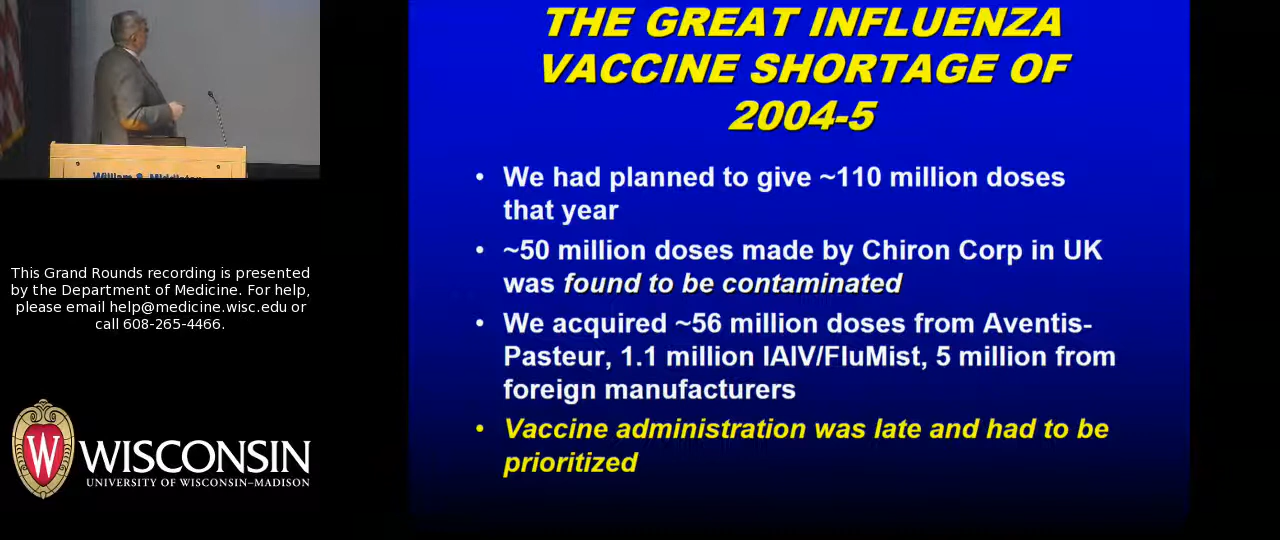 THE GREAT INFLUENZA
VACCINE SHORTAGE OF
2004-5
• We had planned to give ~110 million doses
that year
• ~50 million doses made by Chiron Corp in UK
was found to be contaminated
• We acquired ~56 million doses from Aventis-
Pasteur, 1.1 million IAIV/FluMist, 5 million from
foreign manufacturers
• Vaccine administration was late and had to be
prioritized
William S. Middleton
This Grand Rounds recording is presented
by the Department of Medicine. For help,
please email help@medicine.wisc.edu or
call 608-265-4466.
W
WISCONSIN
UNIVERSITY OF WISCONSIN–MADISON